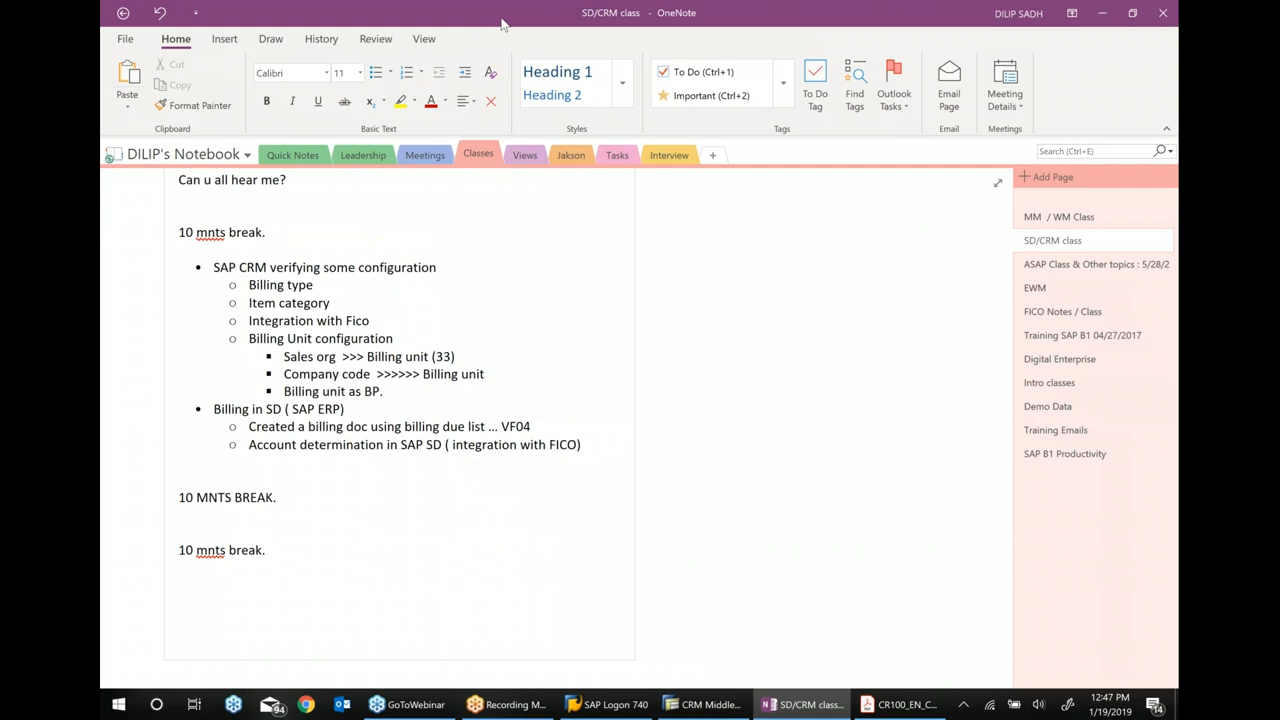 SD/CRM class - OneNote
DILIP SADH
File Home Insert Draw History Review View
Paste
Cut
Copy
Format Painter
Clipboard
Calibri 11
B I U ab x₂ A
Basic Text
Heading 1
Heading 2
Styles
To Do (Ctrl+1)
Important (Ctrl+2)
To Do Tag
Find Tags
Outlook Tasks
Tags
Email Page
Email
Meeting Details
Meetings
DILIP's Notebook Quick Notes Leadership Meetings Classes Views Jakson Tasks Interview +
Search (Ctrl+E)
Can u all hear me?
10 mnts break.
• SAP CRM verifying some configuration
o Billing type
o Item category
o Integration with Fico
o Billing Unit configuration
▪ Sales org >>> Billing unit (33)
▪ Company code >>>>>> Billing unit
▪ Billing unit as BP.
• Billing in SD ( SAP ERP)
o Created a billing doc using billing due list ... VF04
o Account determination in SAP SD ( integration with FICO)
10 MNTS BREAK.
10 mnts break.
Add Page
MM / WM Class
SD/CRM class
ASAP Class & Other topics : 5/28/2
EWM
FICO Notes / Class
Training SAP B1 04/27/2017
Digital Enterprise
Intro classes
Demo Data
Training Emails
SAP B1 Productivity
94
GoToWebinar
Recording M...
SAP Logon 740
CRM Middle...
SD/CRM class...
CR100_EN_C...
12:47 PM
1/19/2019
14